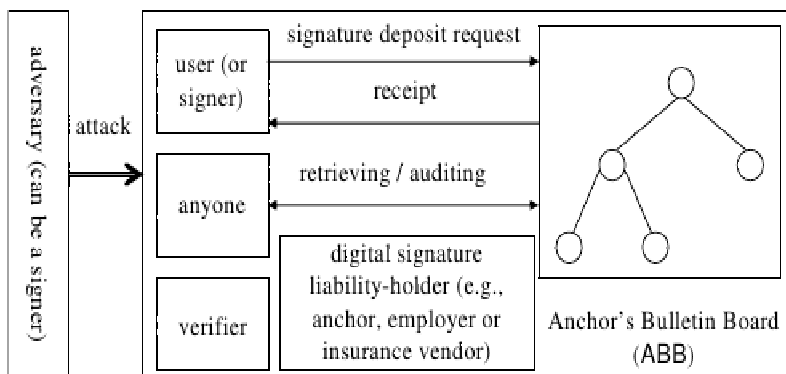 adversary (can be a signer)
attack
user (or
signer)
signature deposit request
receipt
anyone
retrieving / auditing
verifier
digital signature
liability-holder (e.g.,
anchor, employer or
insurance vendor)
Anchor's Bulletin Board
(ABB)